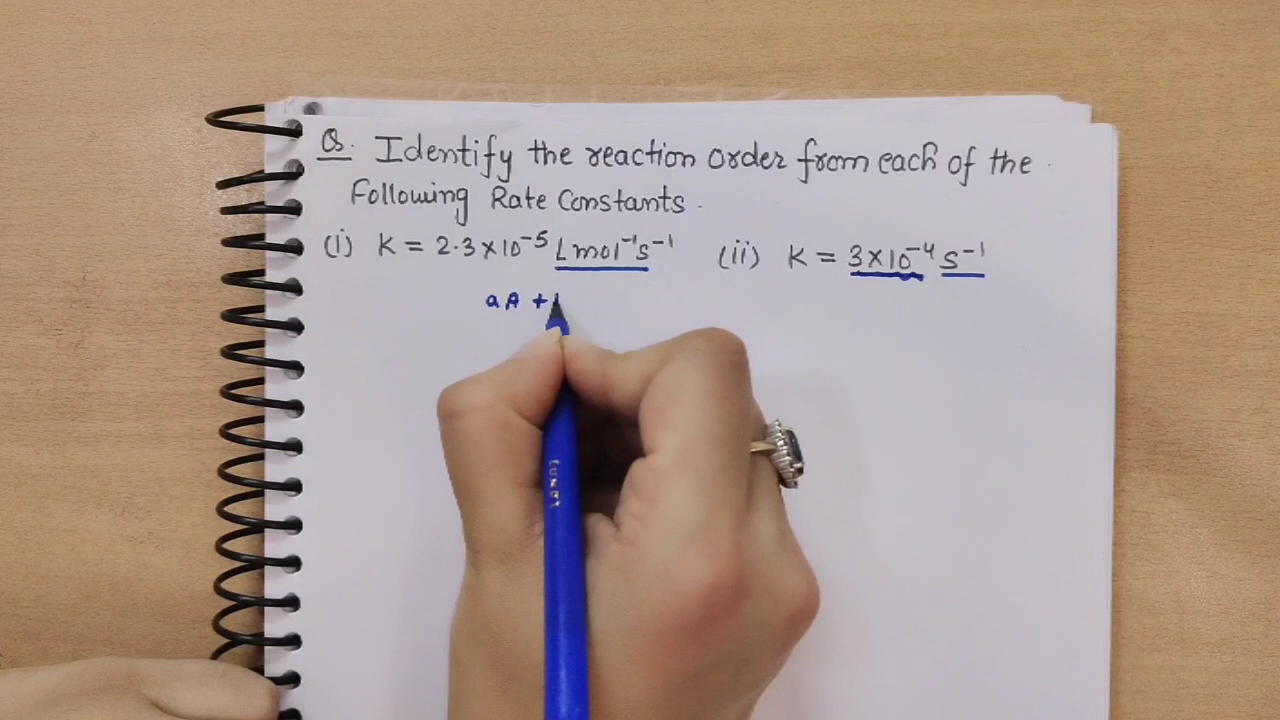 Q. Identify the reaction order from each of the
Following Rate Constants.
(i) K = 2.3×10⁻⁵ L mol⁻¹ s⁻¹ (ii) K = 3×10⁻⁴ s⁻¹
aA +
Luxor